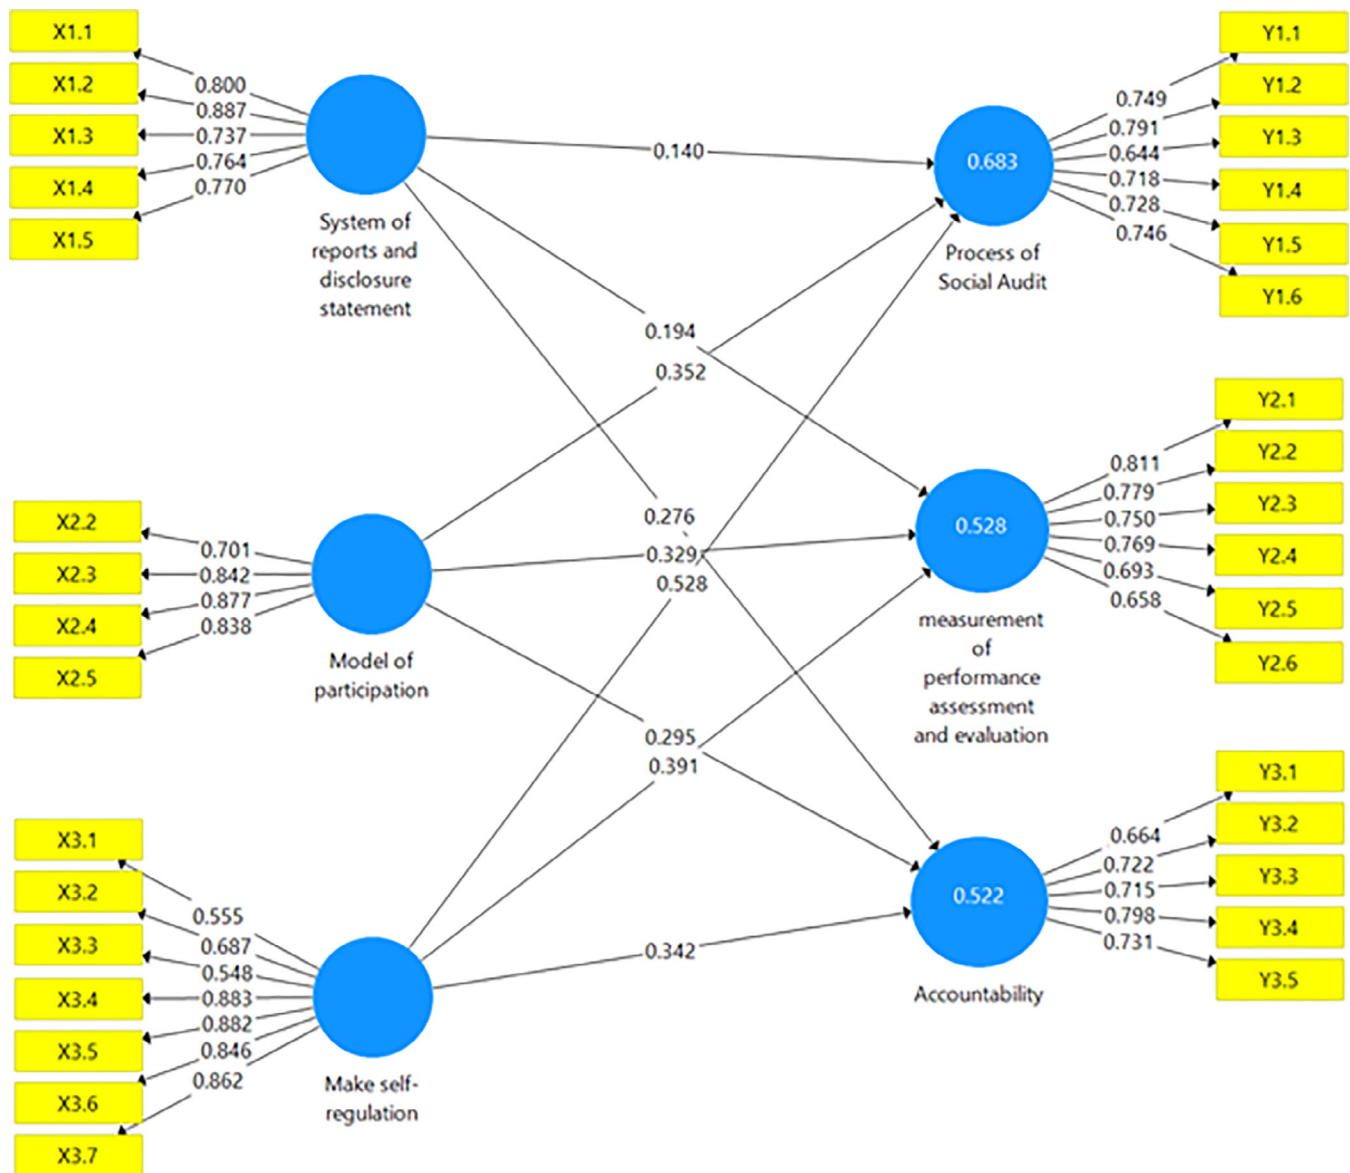 X1.1
X1.2
X1.3
X1.4
X1.5
0.800
0.887
0.737
0.764
0.770
System of
reports and
disclosure
statement
0.140
0.194
0.276
0.683
Process of
Social Audit
0.749
0.791
0.644
0.718
0.728
0.746
Y1.1
Y1.2
Y1.3
Y1.4
Y1.5
Y1.6
X2.2
X2.3
X2.4
X2.5
0.701
0.842
0.877
0.838
Model of
participation
0.352
0.329
0.295
0.528
measurement
of
performance
assessment
and evaluation
0.811
0.779
0.750
0.769
0.693
0.658
Y2.1
Y2.2
Y2.3
Y2.4
Y2.5
Y2.6
X3.1
X3.2
X3.3
X3.4
X3.5
X3.6
X3.7
0.555
0.687
0.548
0.883
0.882
0.846
0.862
Make self-
regulation
0.528
0.391
0.342
0.522
Accountability
0.664
0.722
0.715
0.798
0.731
Y3.1
Y3.2
Y3.3
Y3.4
Y3.5